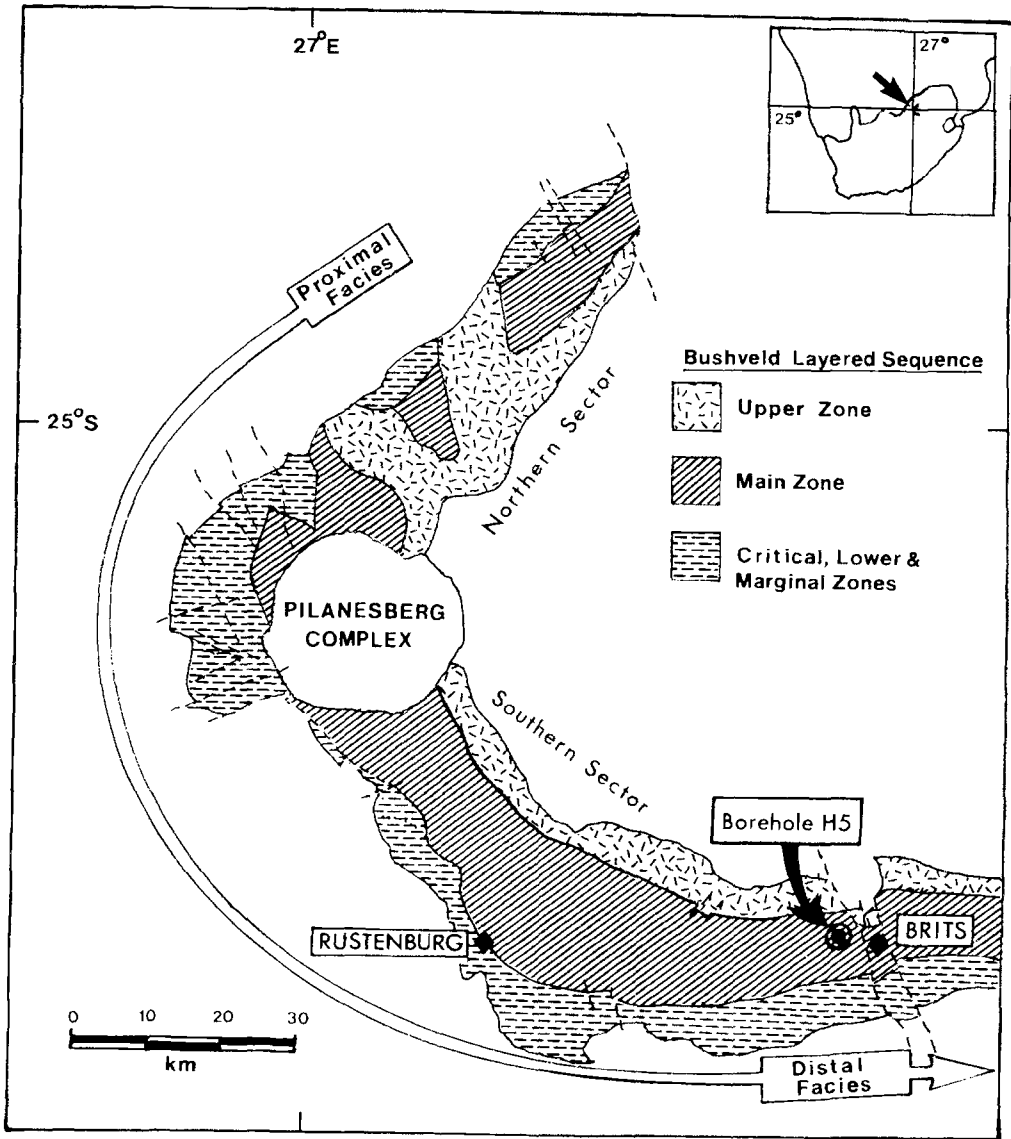 27°E
27°
25°
Proximal
Facies
Bushveld Layered Sequence
Upper Zone
25°S
Northern Sector
Main Zone
Critical, Lower &
Marginal Zones
PILANESBERG
COMPLEX
Southern Sector
Borehole H5
RUSTENBURG
BRITS
0 10 20 30
km
Distal
Facies